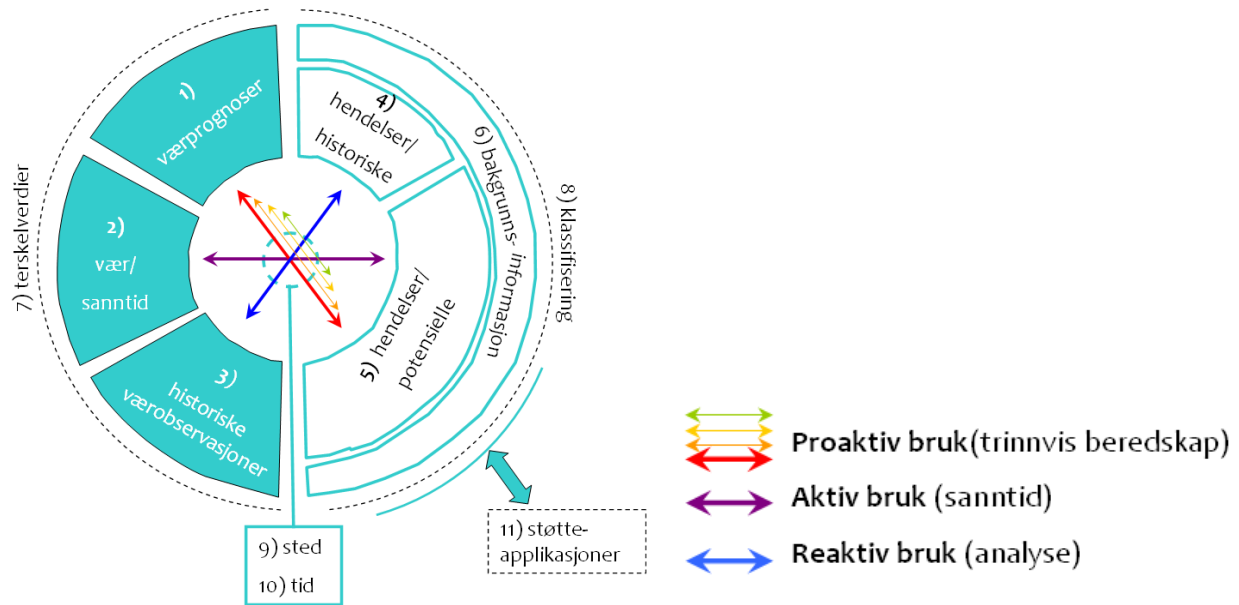 1)
værprognoser
2)
vær/
sanntid
3)
historiske
værobservasjoner
4)
hendelser/
historiske
5) hendelser/
potensielle
6) bakgrunns- informasjon
7) terskelverdier
8) klassifisering
9) sted
10) tid
11) støtte-
applikasjoner
Proaktiv bruk(trinnvis beredskap)
Aktiv bruk (sanntid)
Reaktiv bruk (analyse)